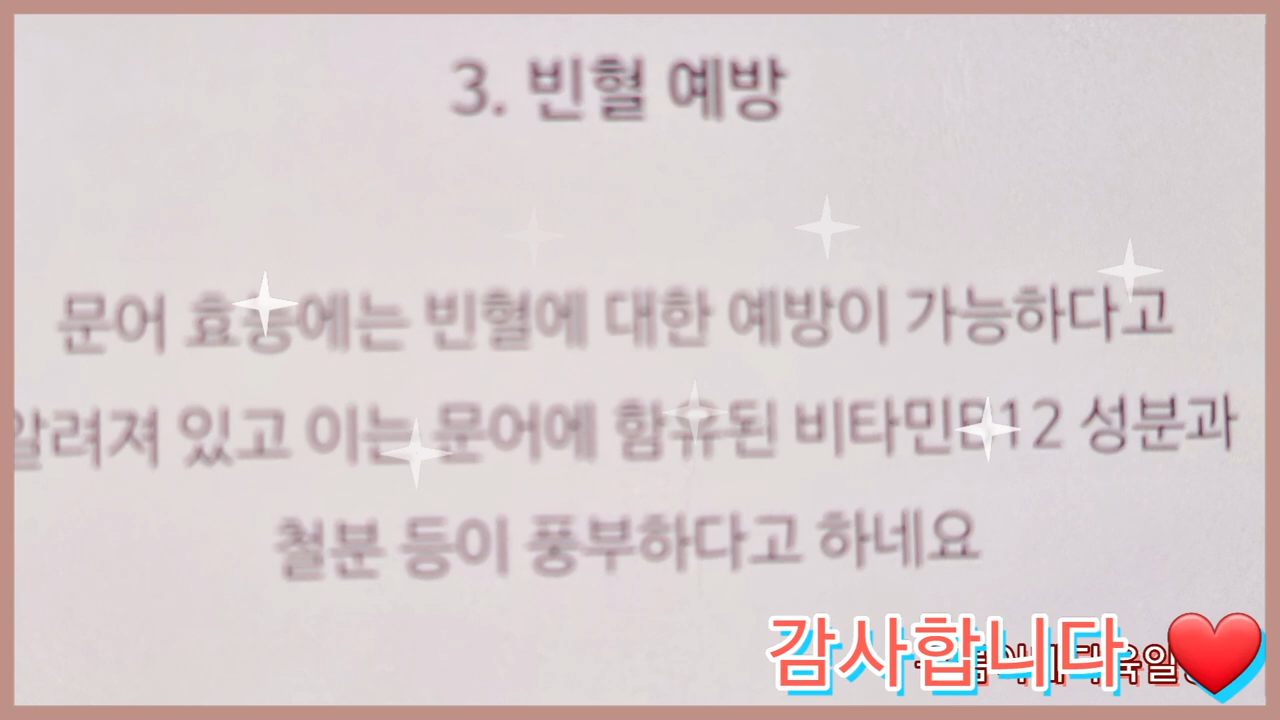 3. 빈혈 예방
문어 효능에는 빈혈에 대한 예방이 가능하다고
알려져 있고 이는 문어에 함유된 비타민B12 성분과
철분 등이 풍부하다고 하네요
감사합니다